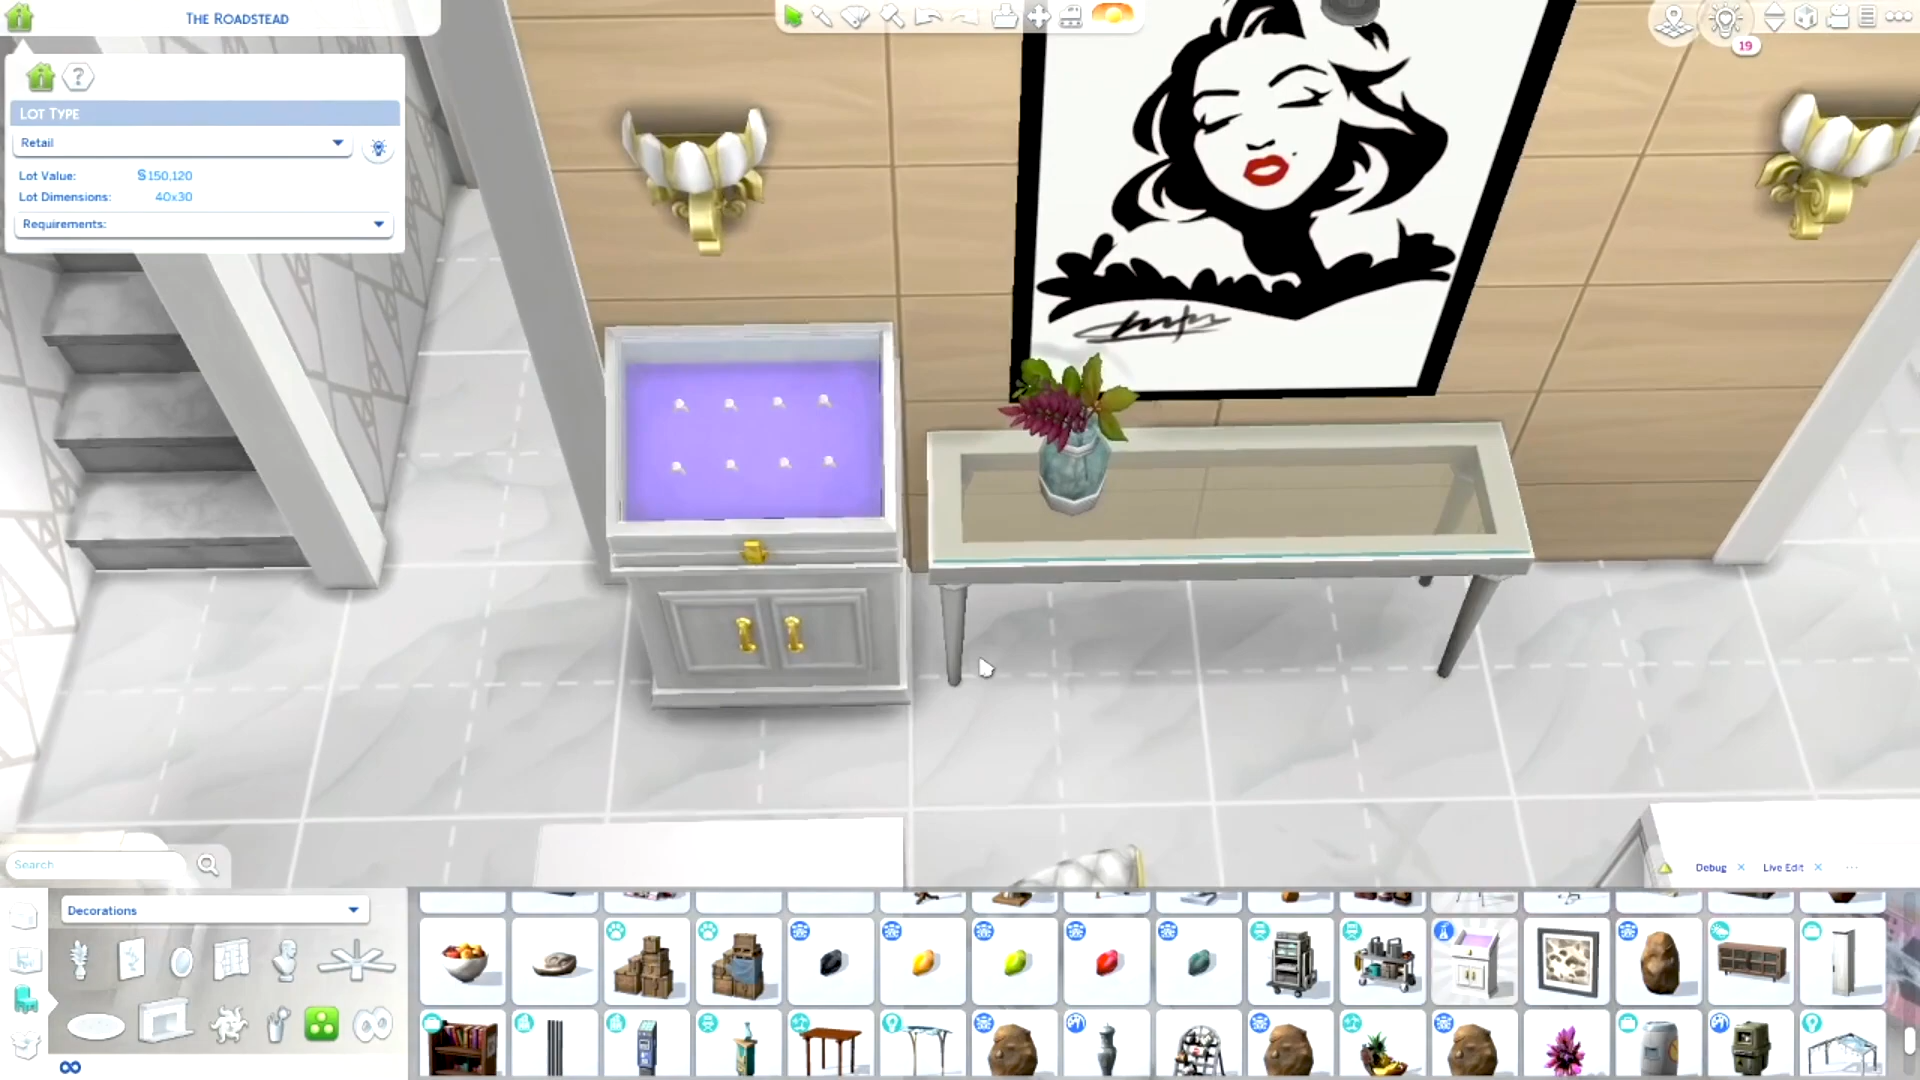 THE ROADSTEAD
19
LOT TYPE
Retail
Lot Value: §150,120
Lot Dimensions: 40x30
Requirements:
Search
Debug
Live Edit
Decorations